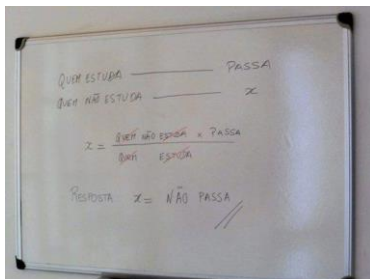 QUEM ESTUDA ———— PASSA
QUEM NÃO ESTUDA ———— x
x = QUEM NÃO ESTUDA x PASSA
QUEM ESTUDA
RESPOSTA x = NÃO PASSA //